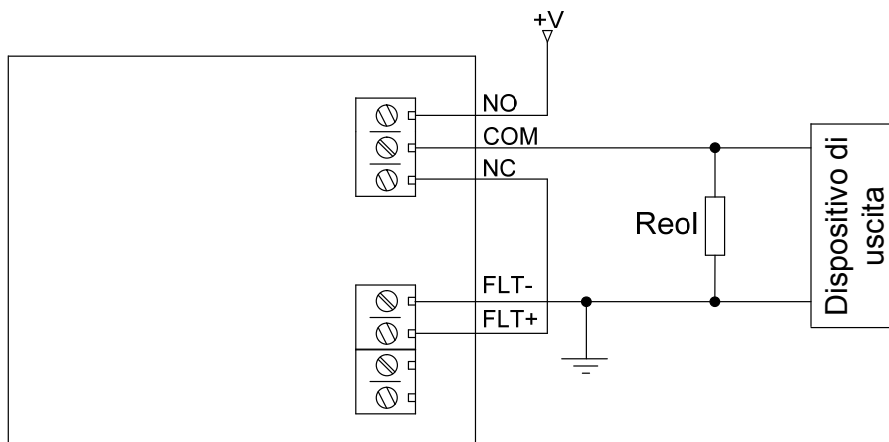 +V
NO
COM
NC
Reol
FLT-
FLT+
Dispositivo di
uscita